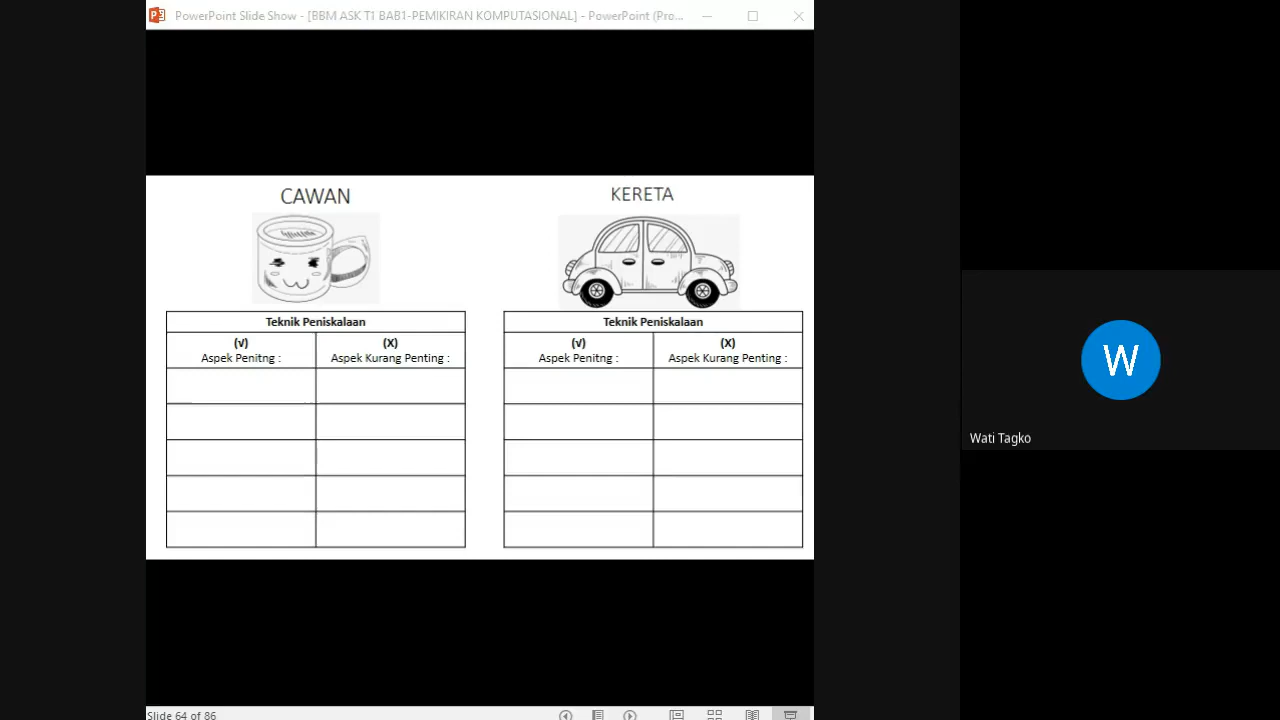 PowerPoint Slide Show - [BBM ASK T1 BAB1-PEMIKIRAN KOMPUTASIONAL] - PowerPoint (Pro...
CAWAN
KERETA
Teknik Peniskalaan
(√)
Aspek Penitng :
(X)
Aspek Kurang Penting :
Teknik Peniskalaan
(√)
Aspek Penitng :
(X)
Aspek Kurang Penting :
W
Wati Tagko
Slide 64 of 86